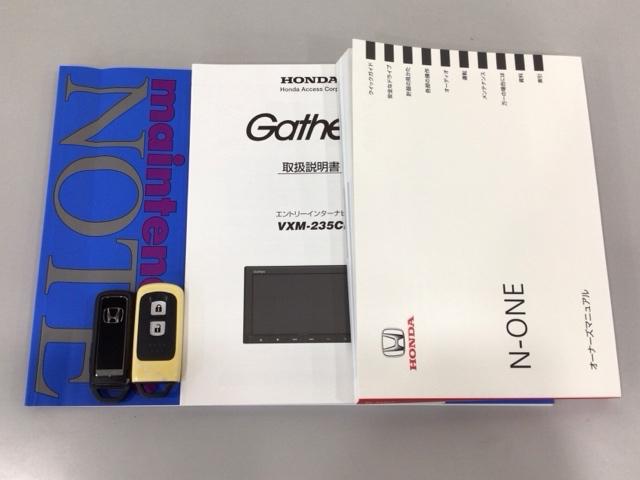 mainten
NOTE
HONDA
Honda Access Corp
Gathe
取扱説明書
エントリーインターナビ
VXM-235C
クイックガイド
安全なドライブ
計器の見かた
各部の操作
オーディオ
運転
メンテナンス
万一の場合には
資料
索引
HONDA
N-ONE
オーナーズマニュアル